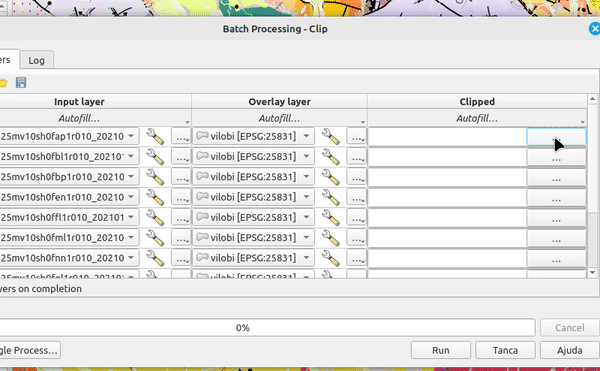 Batch Processing - Clip
ers Log
Input layer Overlay layer Clipped
Autofill... Autofill... Autofill...
25mv10sh0fap1r010_20210 ... vilobi [EPSG:25831] ... ...
25mv10sh0fbl1r010_20210 ... vilobi [EPSG:25831] ... ...
25mv10sh0fbp1r010_20210 ... vilobi [EPSG:25831] ... ...
25mv10sh0fen1r010_20210 ... vilobi [EPSG:25831] ... ...
25mv10sh0ffl1r010_202101 ... vilobi [EPSG:25831] ... ...
25mv10sh0fml1r010_20210 ... vilobi [EPSG:25831] ... ...
25mv10sh0fnn1r010_20210 ... vilobi [EPSG:25831] ... ...
vilobi [EPSG:25831]
yers on completion
0% Cancel
gle Process... Run Tanca Ajuda